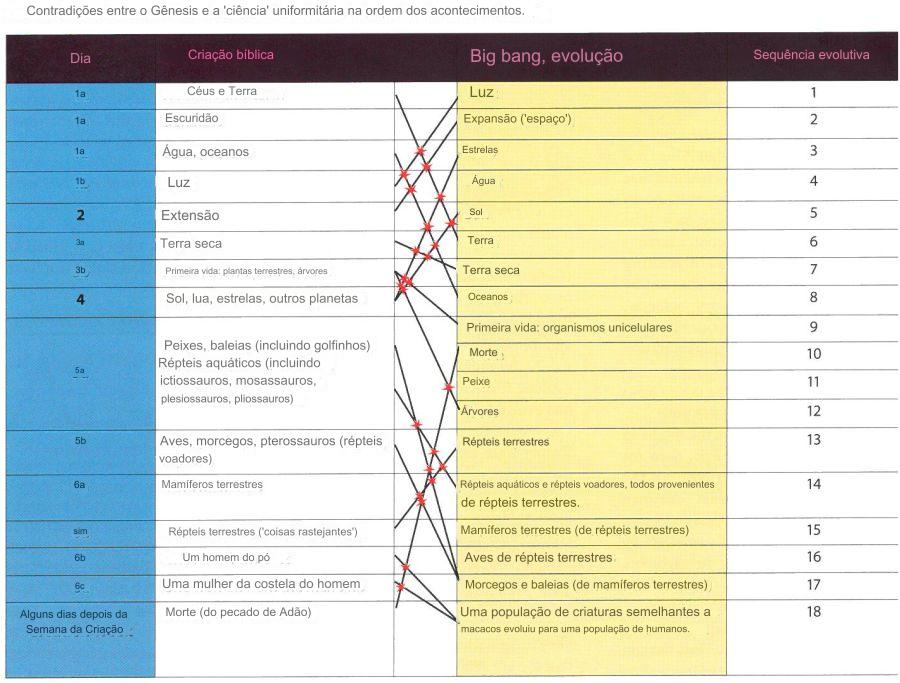 Contradições entre o Gênesis e a 'ciência' uniformitária na ordem dos acontecimentos.
Dia Criação bíblica Big bang, evolução Sequência evolutiva
1a Céus e Terra Luz 1
1a Escuridão Expansão ('espaço') 2
1a Água, oceanos Estrelas 3
1b Luz Água 4
2 Extensão Sol 5
3a Terra seca Terra 6
3b Primeira vida: plantas terrestres, árvores Terra seca 7
4 Sol, lua, estrelas, outros planetas Oceanos 8
Primeira vida: organismos unicelulares 9
Peixes, baleias (incluindo golfinhos) Morte 10
Répteis aquáticos (incluindo
5a ictiossauros, mosassauros, Peixe 11
plesiossauros, pliossauros)
Árvores 12
5b Aves, morcegos, pterossauros (répteis Répteis terrestres 13
voadores)
6a Mamíferos terrestres Répteis aquáticos e répteis voadores, todos provenientes 14
de répteis terrestres.
sim Répteis terrestres ('coisas rastejantes') Mamíferos terrestres (de répteis terrestres) 15
6b Um homem do pó Aves de répteis terrestres 16
6c Uma mulher da costela do homem Morcegos e baleias (de mamíferos terrestres) 17
Alguns dias depois da Morte (do pecado de Adão) Uma população de criaturas semelhantes a 18
Semana da Criação macacos evoluiu para uma população de humanos.